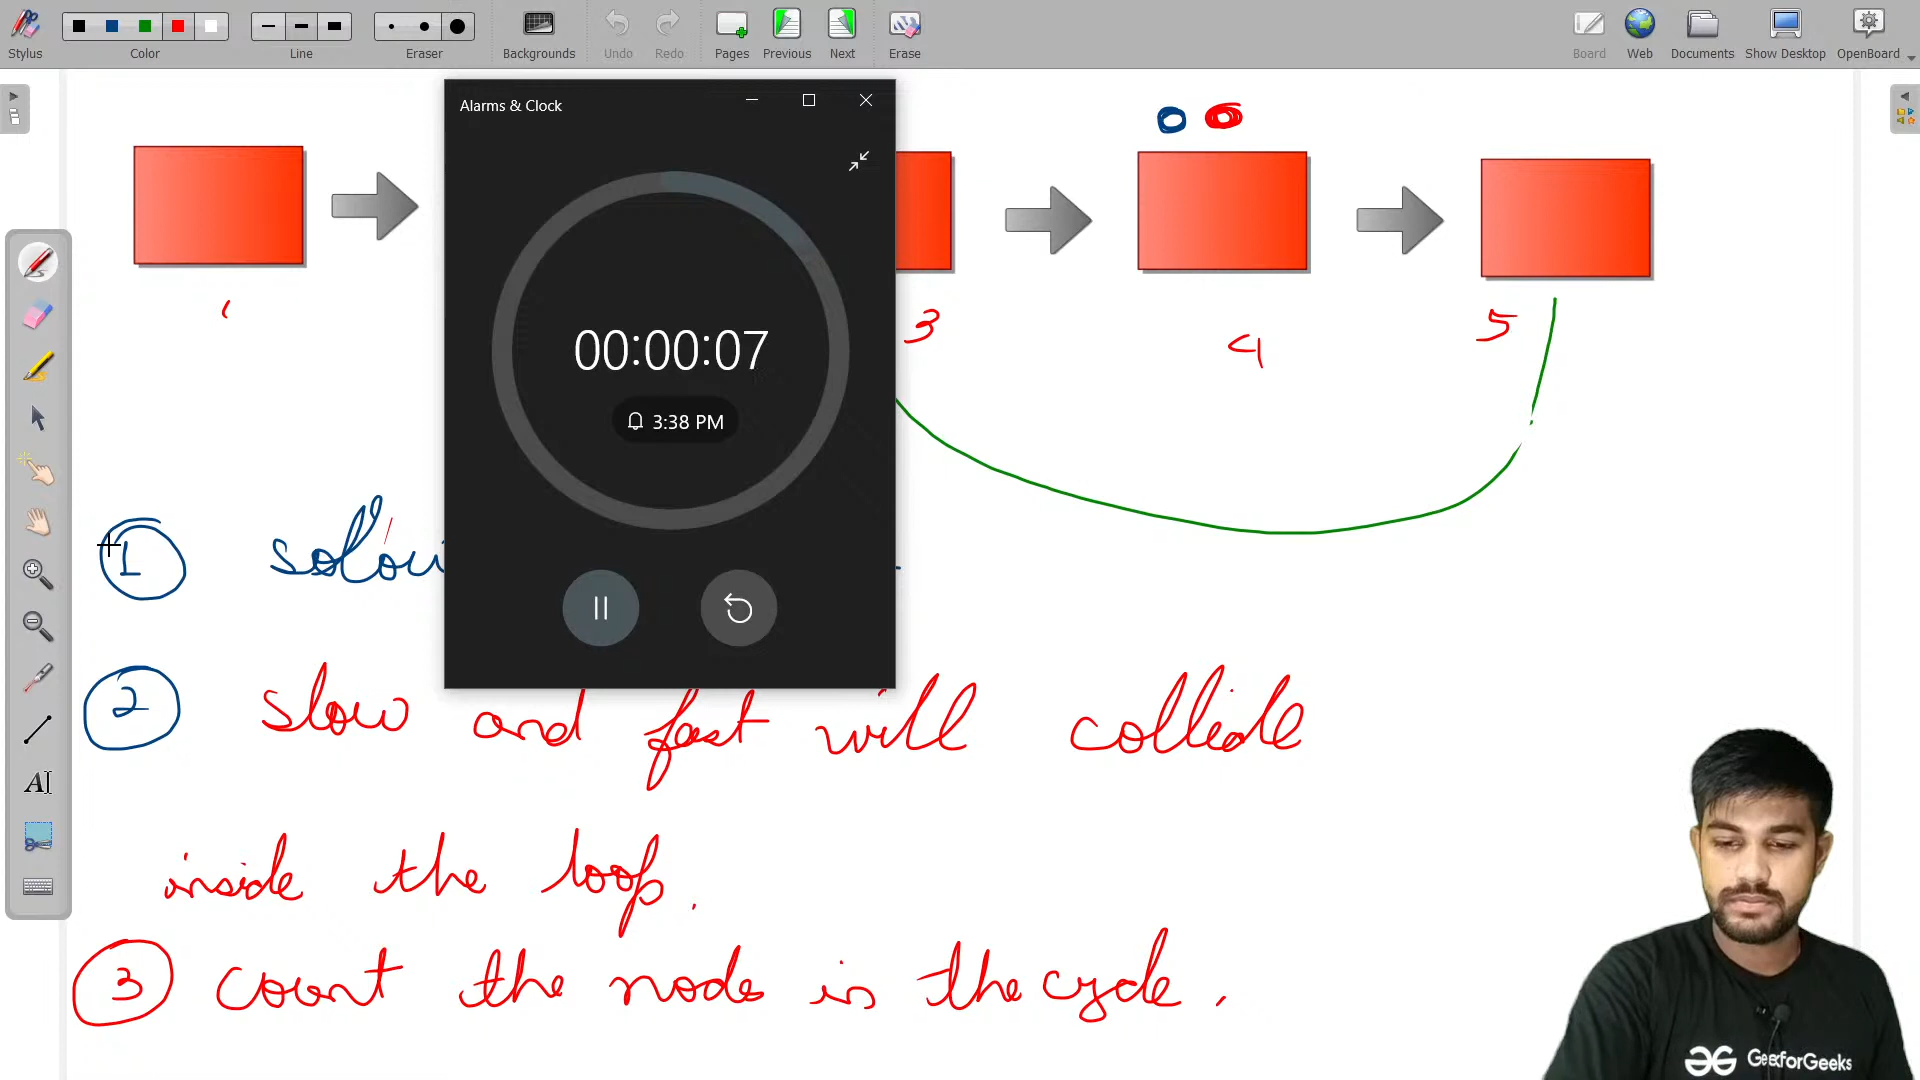 Stylus Color Line Eraser Backgrounds Undo Redo Pages Previous Next Erase Board Web Documents Show Desktop OpenBoard
Alarms & Clock
00:00:07
3:38 PM
1 3 4 5
1
2 slow and fast will collide
inside the loop.
3 count the node in the cycle.
GeeksforGeeks